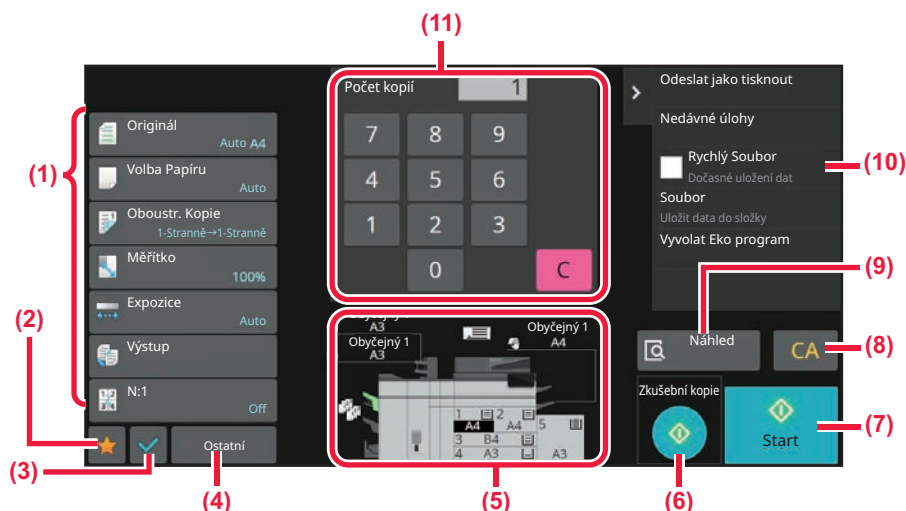 (11)
Počet kopií
1
7
8
9
4
5
6
1
2
3
0
C
(1)
Originál
Auto A4
Volba Papíru
Auto
Oboustr. Kopie
1-Stranně→1-Stranně
Měřítko
100%
Expozice
Auto
Výstup
N:1
Off
(2)
(3)
Ostatní
(4)
Obyčejný 1
A3
Obyčejný 1
A3
Obyčejný 1
A4
1
2
A4
A4
5
3
B4
4
A3
A3
(5)
Odeslat jako tisknout
Nedávné úlohy
Rychlý Soubor
Dočasné uložení dat
Soubor
Uložit data do složky
Vyvolat Eko program
(10)
(9)
Náhled
CA
(8)
Zkušební kopie
Start
(7)
(6)